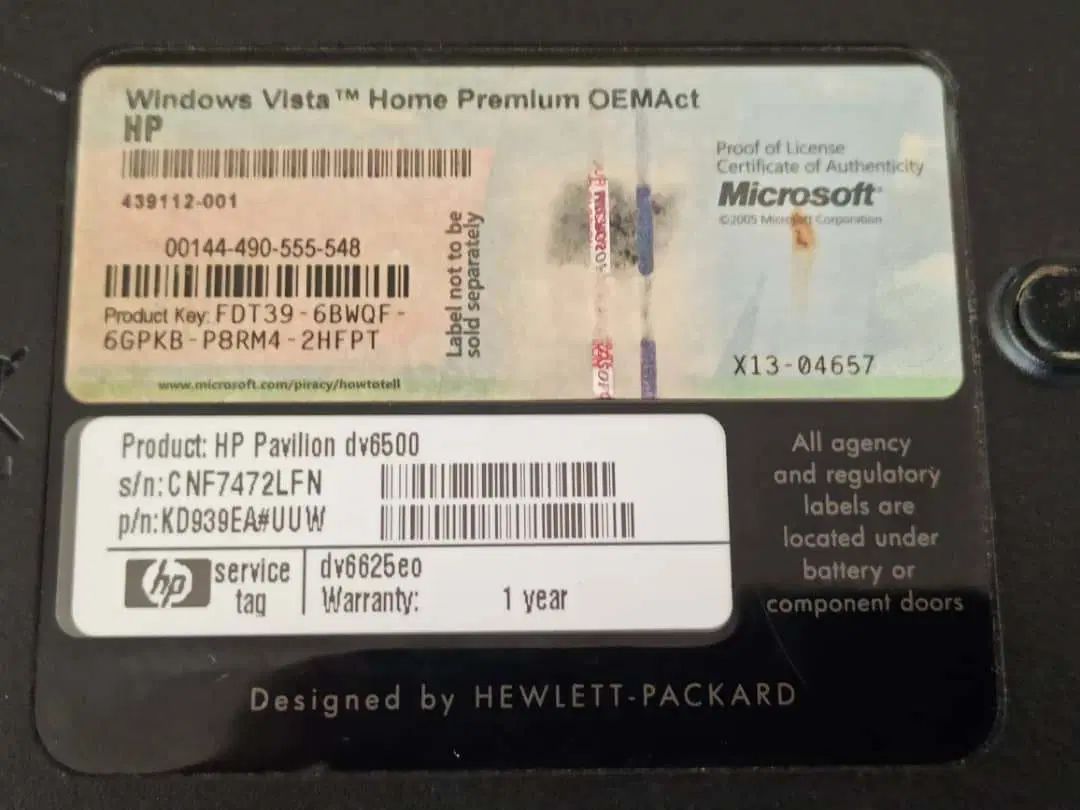 Windows Vista™ Home Premium OEMAct
HP
439112-001
00144-490-555-548
Product Key: FDT39-6BWQF-
6GPKB-P8RM4-2HFPT
Label not to be
sold separately
www.microsoft.com/piracy/howtotell
Proof of License
Certificate of Authenticity
Microsoft®
©2005 Microsoft Corporation
X13-04657
Product: HP Pavilion dv6500
s/n:CNF7472LFN
p/n:KD939EA#UUW
hp
service
tag
dv6625eo
Warranty: 1 year
All agency
and regulatory
labels are
located under
battery or
component doors
Designed by HEWLETT-PACKARD